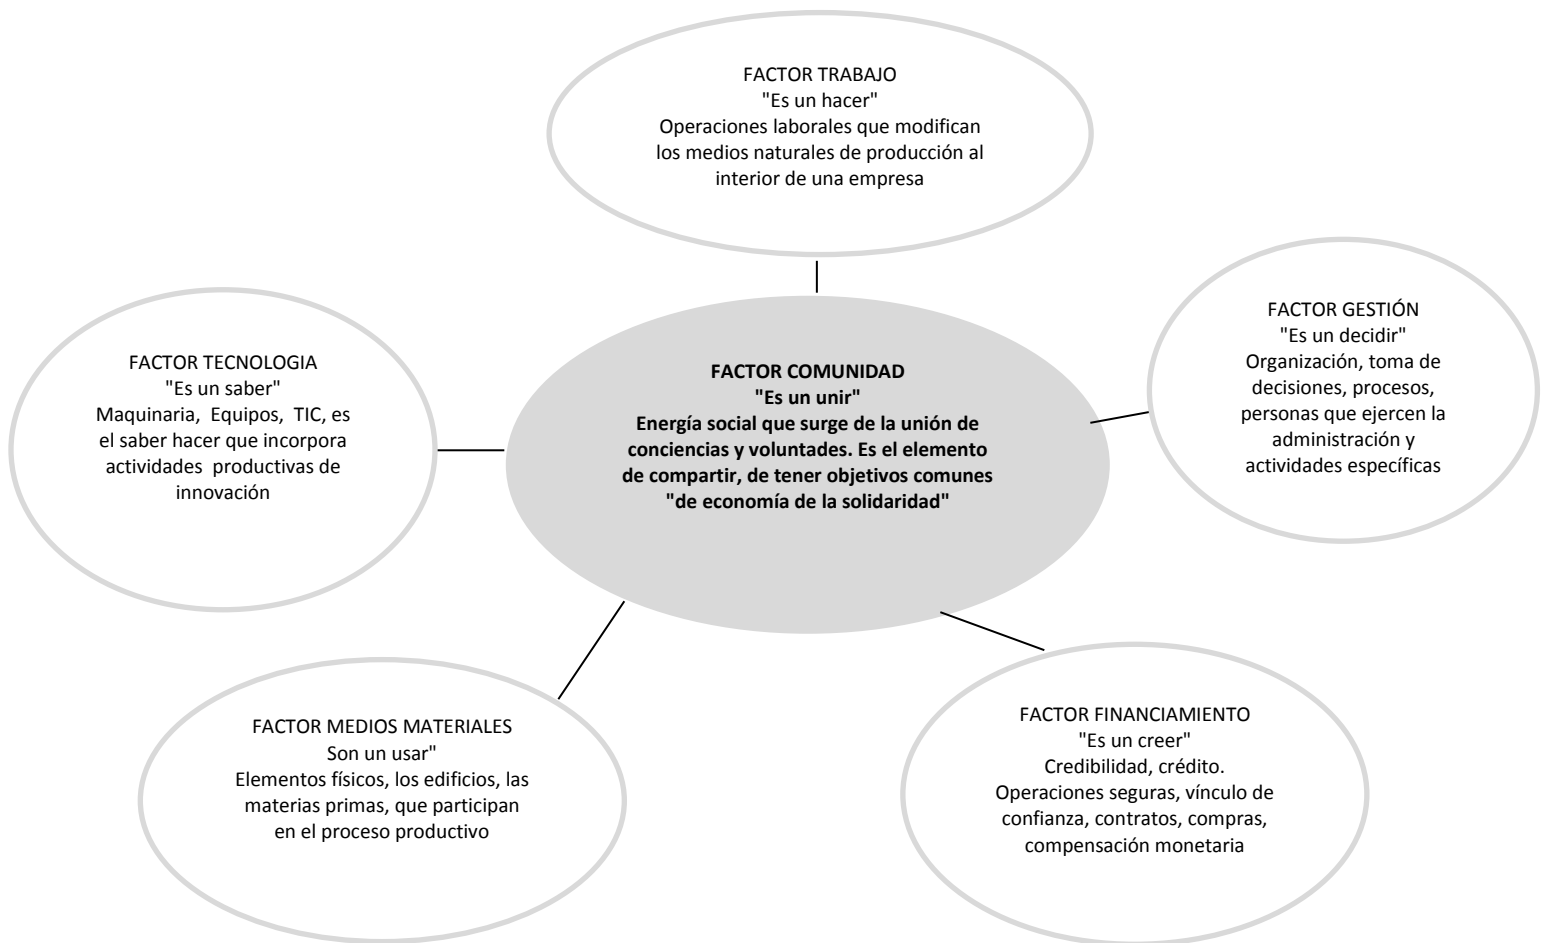 FACTOR TRABAJO
"Es un hacer"
Operaciones laborales que modifican
los medios naturales de producción al
interior de una empresa
FACTOR GESTIÓN
"Es un decidir"
Organización, toma de
decisiones, procesos,
personas que ejercen la
administración y
actividades específicas
FACTOR TECNOLOGIA
"Es un saber"
Maquinaria, Equipos, TIC, es
el saber hacer que incorpora
actividades productivas de
innovación
FACTOR COMUNIDAD
"Es un unir"
Energía social que surge de la unión de
conciencias y voluntades. Es el elemento
de compartir, de tener objetivos comunes
"de economía de la solidaridad"
FACTOR MEDIOS MATERIALES
Son un usar"
Elementos físicos, los edificios, las
materias primas, que participan
en el proceso productivo
FACTOR FINANCIAMIENTO
"Es un creer"
Credibilidad, crédito.
Operaciones seguras, vínculo de
confianza, contratos, compras,
compensación monetaria